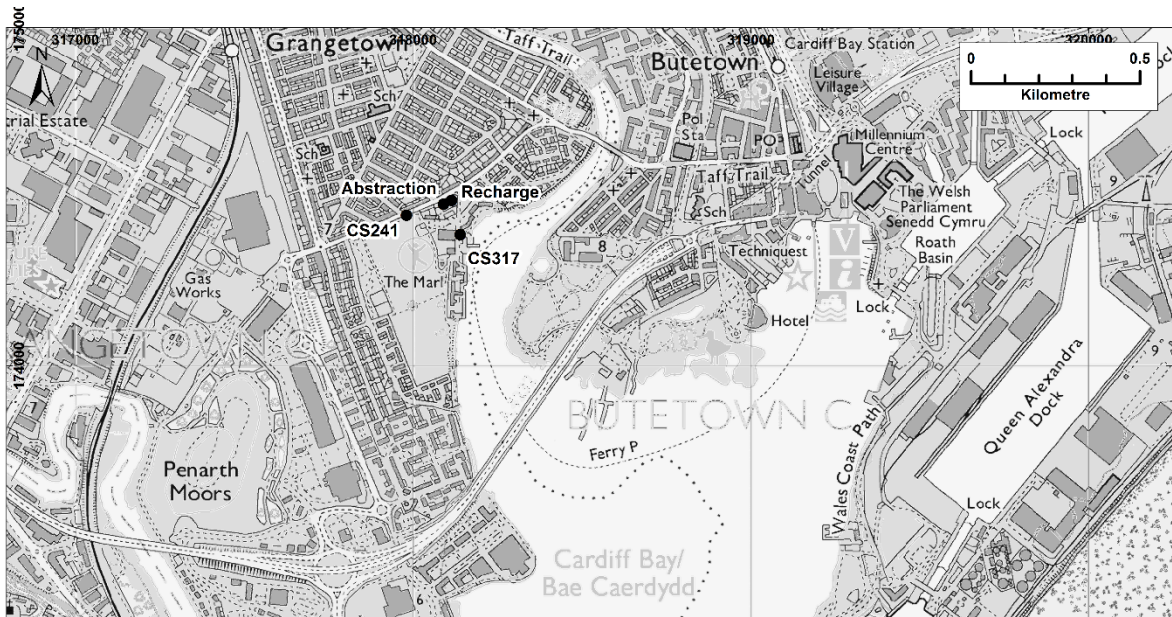 175000
317000
318000
319000
320000
N
Grangetown
Taff Trail
Butetown
Cardiff Bay Station
Leisure
Village
0
0.5
Kilometre
Sch
Pol
Sta
PO
Lock
trial Estate
Sch
Millennium
Centre
Tunnel
9
Abstraction
Recharge
Taff Trail
The Welsh
Parliament
Senedd Cymru
CS241
7
CS317
8
Sch
Techniquest
Roath
Basin
Gas
Works
The Marl
Hotel
Lock
174000
ANGETOWN C
BUTETOWN C
9
Queen Alexandra
Dock
Penarth
Moors
Ferry P
Wales Coast Path
Lock
Cardiff Bay/
Bae Caerdydd
6